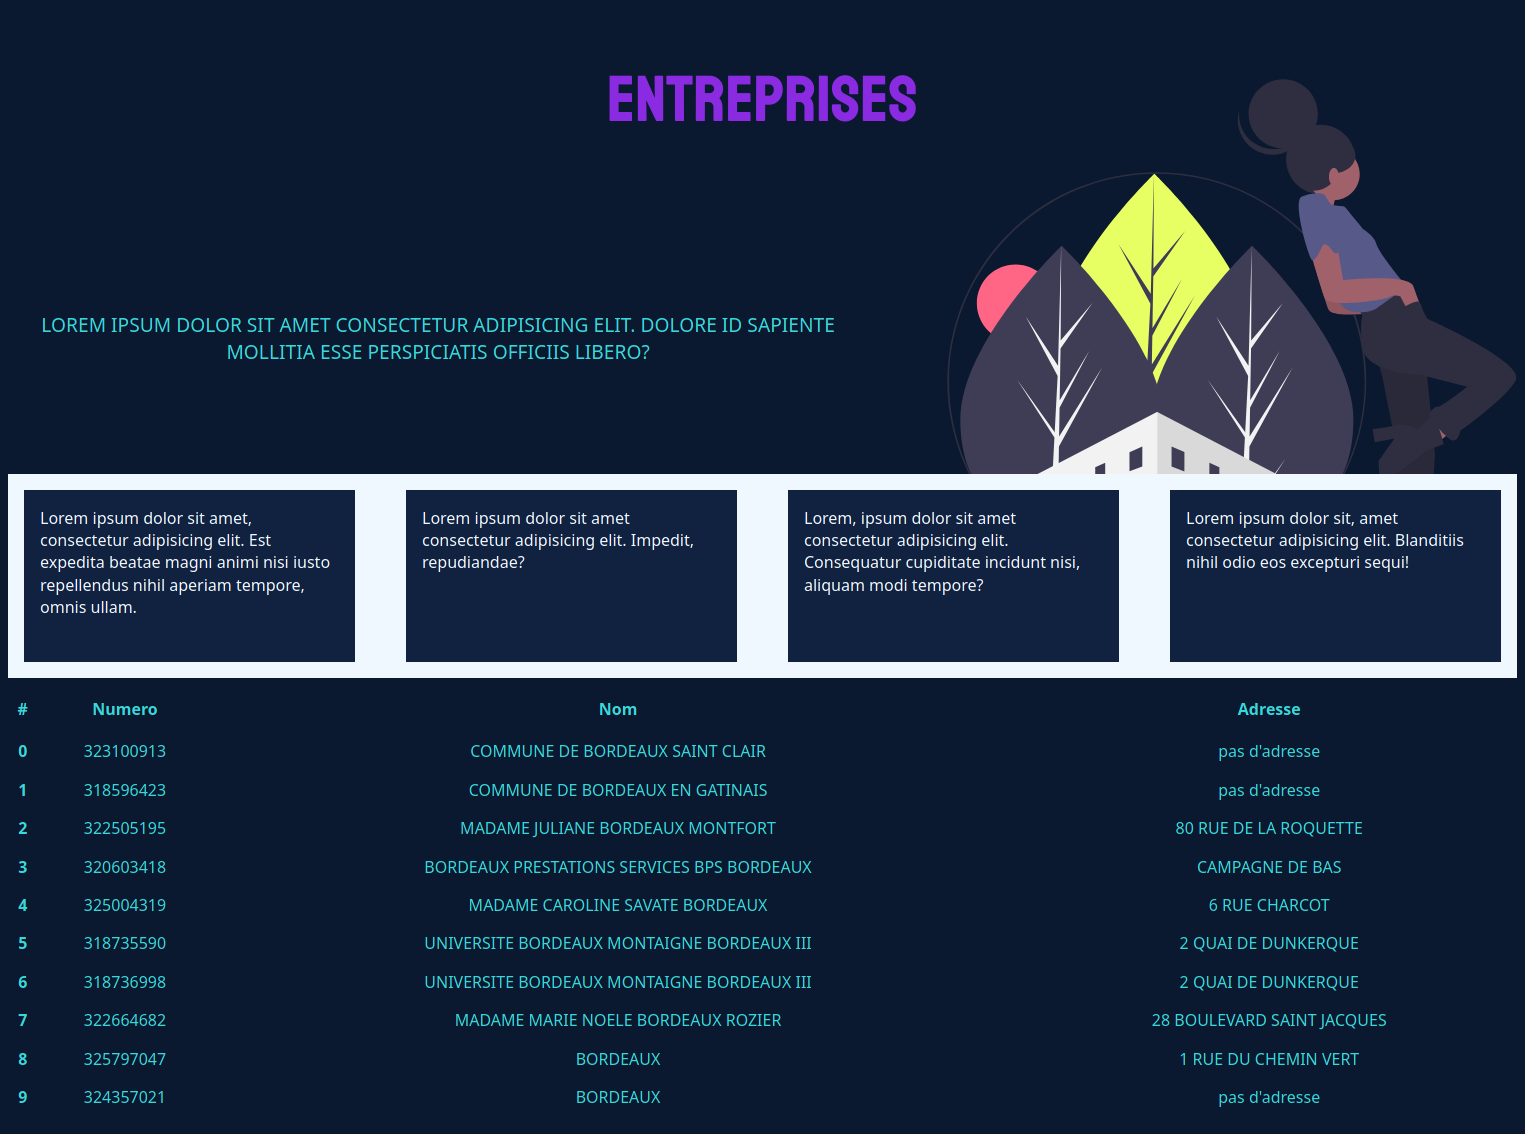 ENTREPRISES
LOREM IPSUM DOLOR SIT AMET CONSECTETUR ADIPISICING ELIT. DOLORE ID SAPIENTE
MOLLITIA ESSE PERSPICIATIS OFFICIIS LIBERO?
Lorem ipsum dolor sit amet,
consectetur adipisicing elit. Est
expedita beatae magni animi nisi iusto
repellendus nihil aperiam tempore,
omnis ullam.
Lorem ipsum dolor sit amet
consectetur adipisicing elit. Impedit,
repudiandae?
Lorem, ipsum dolor sit amet
consectetur adipisicing elit.
Consequatur cupiditate incidunt nisi,
aliquam modi tempore?
Lorem ipsum dolor sit, amet
consectetur adipisicing elit. Blanditiis
nihil odio eos excepturi sequi!
# Numero Nom Adresse
0 323100913 COMMUNE DE BORDEAUX SAINT CLAIR pas d'adresse
1 318596423 COMMUNE DE BORDEAUX EN GATINAIS pas d'adresse
2 322505195 MADAME JULIANE BORDEAUX MONTFORT 80 RUE DE LA ROQUETTE
3 320603418 BORDEAUX PRESTATIONS SERVICES BPS BORDEAUX CAMPAGNE DE BAS
4 325004319 MADAME CAROLINE SAVATE BORDEAUX 6 RUE CHARCOT
5 318735590 UNIVERSITE BORDEAUX MONTAIGNE BORDEAUX III 2 QUAI DE DUNKERQUE
6 318736998 UNIVERSITE BORDEAUX MONTAIGNE BORDEAUX III 2 QUAI DE DUNKERQUE
7 322664682 MADAME MARIE NOELE BORDEAUX ROZIER 28 BOULEVARD SAINT JACQUES
8 325797047 BORDEAUX 1 RUE DU CHEMIN VERT
9 324357021 BORDEAUX pas d'adresse